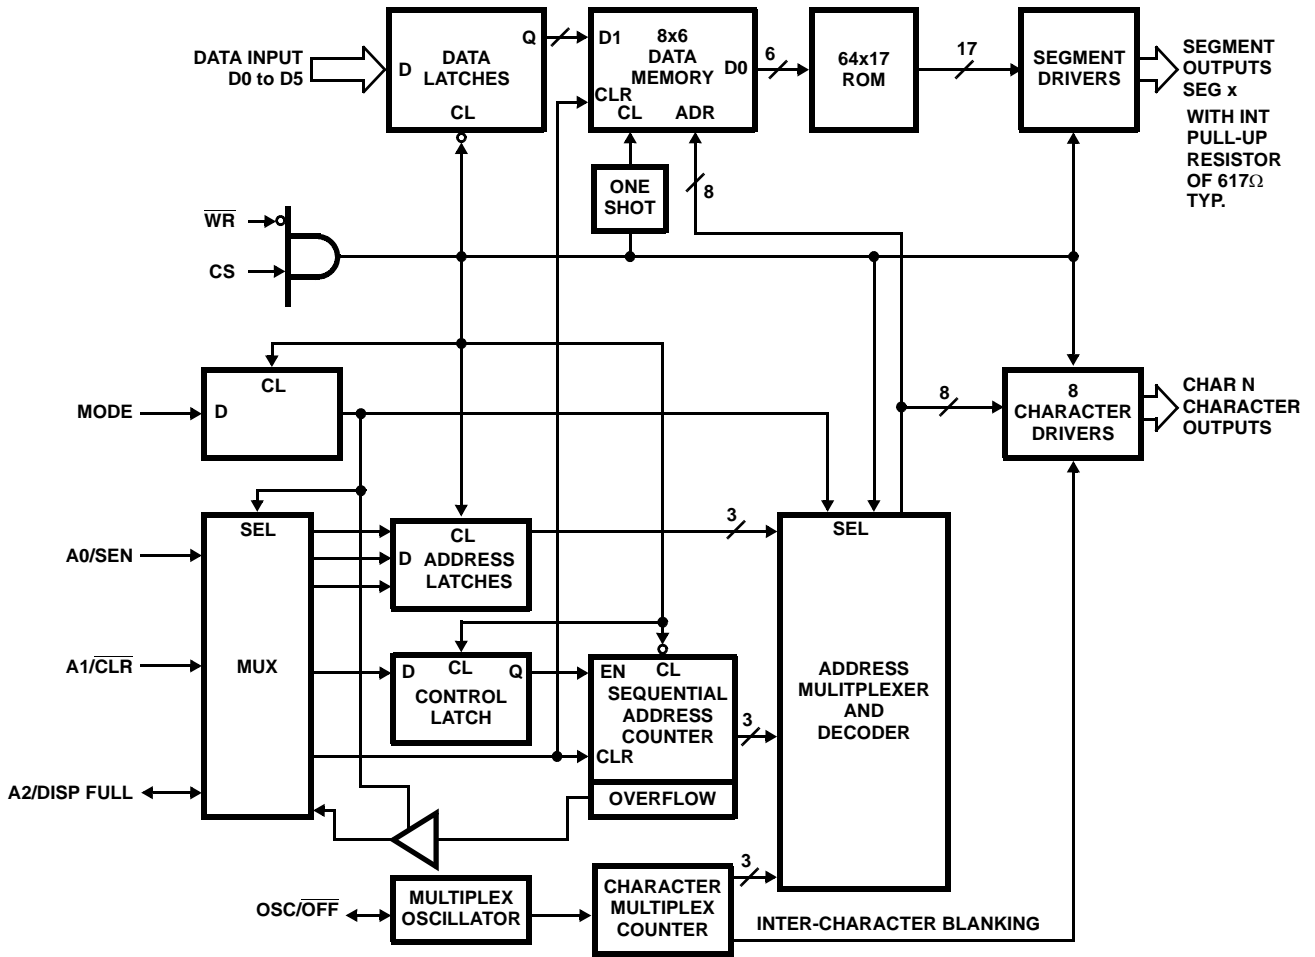 DATA INPUT
D0 to D5
D
DATA
LATCHES
Q
CL
D1
8x6
DATA
MEMORY
D0
CLR
CL
ADR
6
64x17
ROM
17
SEGMENT
DRIVERS
SEGMENT
OUTPUTS
SEG x
WITH INT
PULL-UP
RESISTOR
OF 617Ω
TYP.
ONE
SHOT
8
WR
CS
CL
D
MODE
8
8
CHARACTER
DRIVERS
CHAR N
CHARACTER
OUTPUTS
SEL
MUX
A0/SEN
A1/CLR
A2/DISP FULL
CL
D
ADDRESS
LATCHES
3
SEL
ADDRESS
MULITPLEXER
AND
DECODER
D
CL
Q
CONTROL
LATCH
EN
CL
SEQUENTIAL
ADDRESS
COUNTER
CLR
OVERFLOW
3
OSC/OFF
MULTIPLEX
OSCILLATOR
CHARACTER
MULTIPLEX
COUNTER
3
INTER-CHARACTER BLANKING